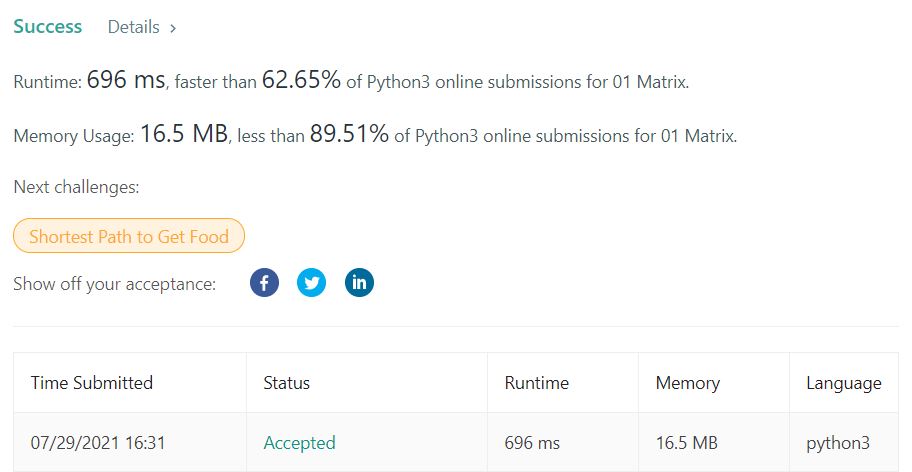 Success Details >
Runtime: 696 ms, faster than 62.65% of Python3 online submissions for 01 Matrix.
Memory Usage: 16.5 MB, less than 89.51% of Python3 online submissions for 01 Matrix.
Next challenges:
Shortest Path to Get Food
Show off your acceptance:
Time Submitted Status Runtime Memory Language
07/29/2021 16:31 Accepted 696 ms 16.5 MB python3